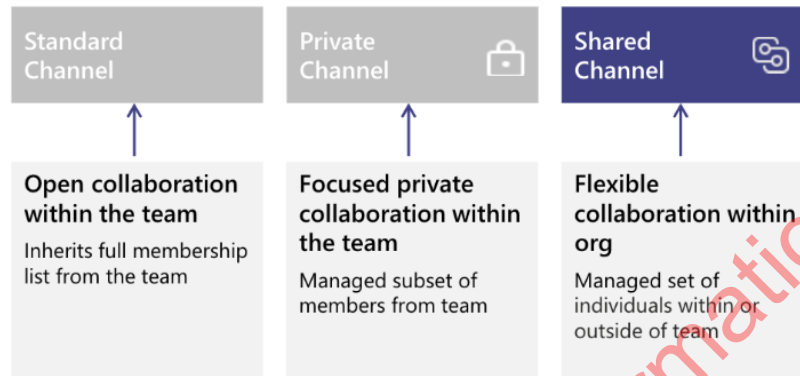 Standard
Channel
Private
Channel
Shared
Channel
Open collaboration
within the team
Inherits full membership
list from the team
Focused private
collaboration within
the team
Managed subset of
members from team
Flexible
collaboration within
org
Managed set of
individuals within or
outside of team